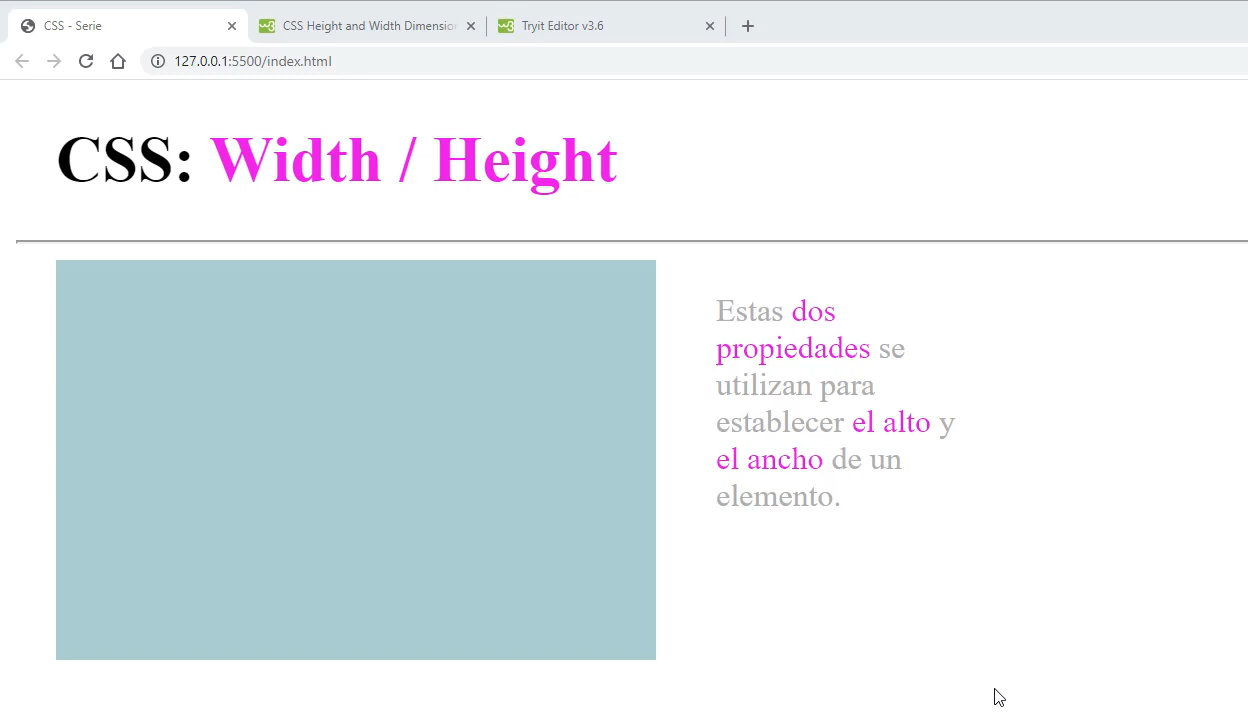 CSS - Serie
CSS Height and Width Dimensio
Tryit Editor v3.6
127.0.0.1:5500/index.html
CSS: Width / Height
Estas dos
propiedades se
utilizan para
establecer el alto y
el ancho de un
elemento.